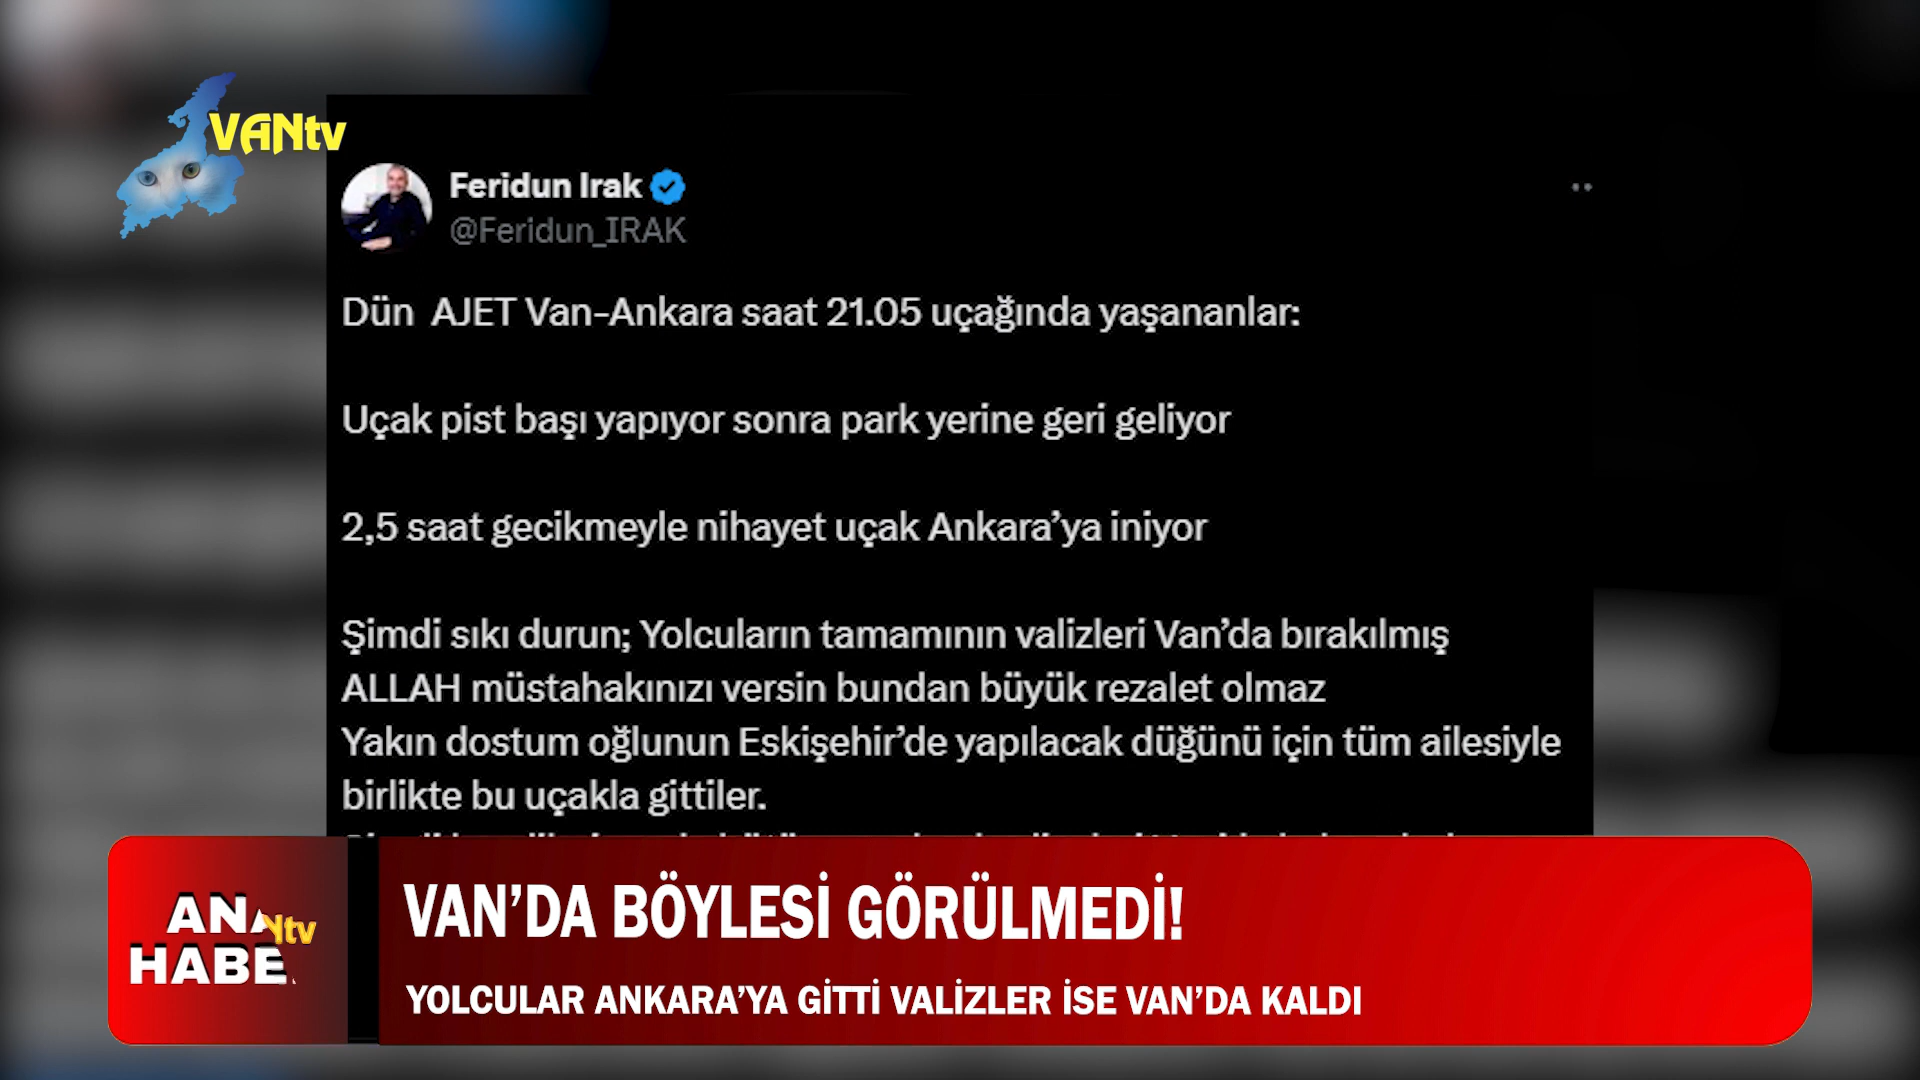 VANtv
Feridun Irak
@Feridun_IRAK
Dün AJET Van-Ankara saat 21.05 uçağında yaşananlar:
Uçak pist başı yapıyor sonra park yerine geri geliyor
2,5 saat gecikmeyle nihayet uçak Ankara’ya iniyor
Şimdi sıkı durun; Yolcuların tamamının valizleri Van’da bırakılmış
ALLAH müstahakınızı versin bundan büyük rezalet olmaz
Yakın dostum oğlunun Eskişehir’de yapılacak düğünü için tüm ailesiyle
birlikte bu uçakla gittiler.
VAN’DA BÖYLESİ GÖRÜLMEDİ!
YOLCULAR ANKARA’YA GİTTİ VALİZLER İSE VAN’DA KALDI